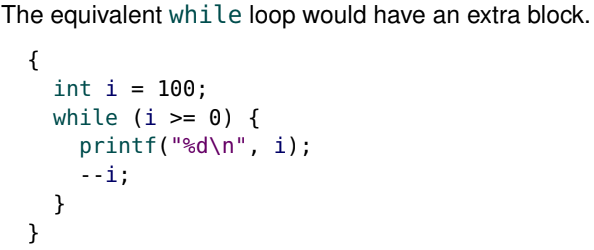 The equivalent while loop would have an extra block.
{
  int i = 100;
  while (i >= 0) {
    printf("%d\n", i);
    --i;
  }
}